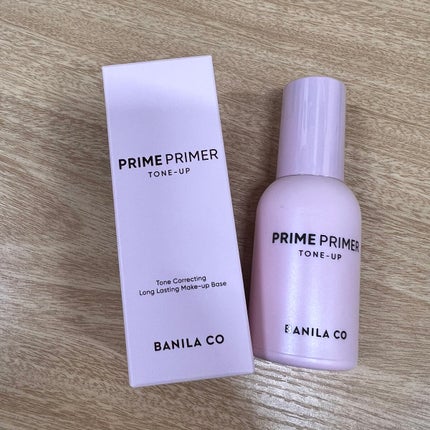 PRIME PRIMER
TONE-UP
Tone Correcting
Long Lasting Make-up Base
BANILA CO
PRIME PRIMER
TONE-UP
BANILA CO